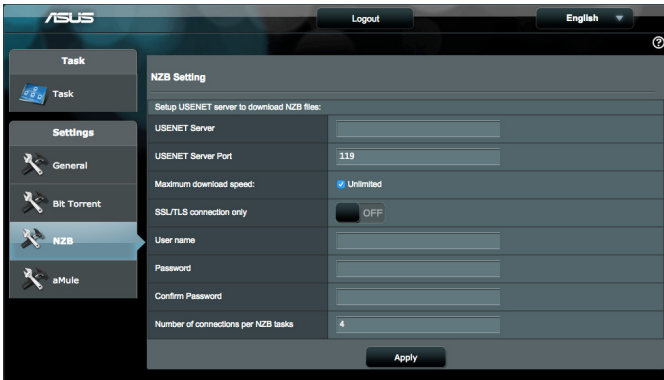 ASUS
Logout
English
?
Task
Task
Settings
General
Bit Torrent
NZB
aMule
NZB Setting
Setup USENET server to download NZB files:
USENET Server
USENET Server Port 119
Maximum download speed: Unlimited
SSL/TLS connection only OFF
User name
Password
Confirm Password
Number of connections per NZB tasks 4
Apply